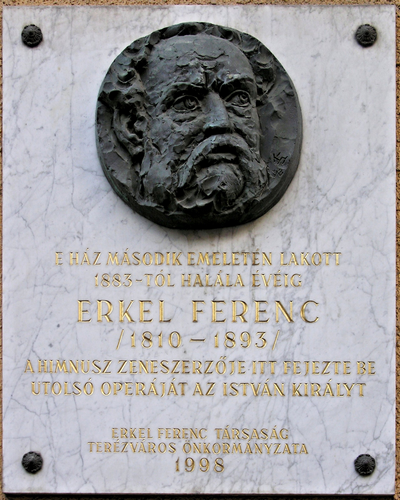 E HÁZ MÁSODIK EMELETÉN LAKOTT
1883-TÓL HALÁLA ÉVÉIG
ERKEL FERENC
/1810 – 1893/
A HIMNUSZ ZENESZERZŐJE·ITT FEJEZTE BE
UTOLSÓ OPERÁJÁT AZ ISTVÁN KIRÁLYT
ERKEL FERENC TÁRSASÁG
TERÉZVÁROS ÖNKORMÁNYZATA
1998